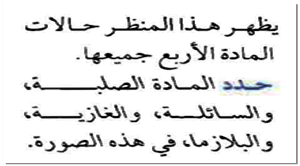 يظهر هذا المنظر حالات
المادة الأربع جميعها.
حدد المادة الصلبة،
والسائلة، والغازية،
والبلازما، في هذه الصورة.